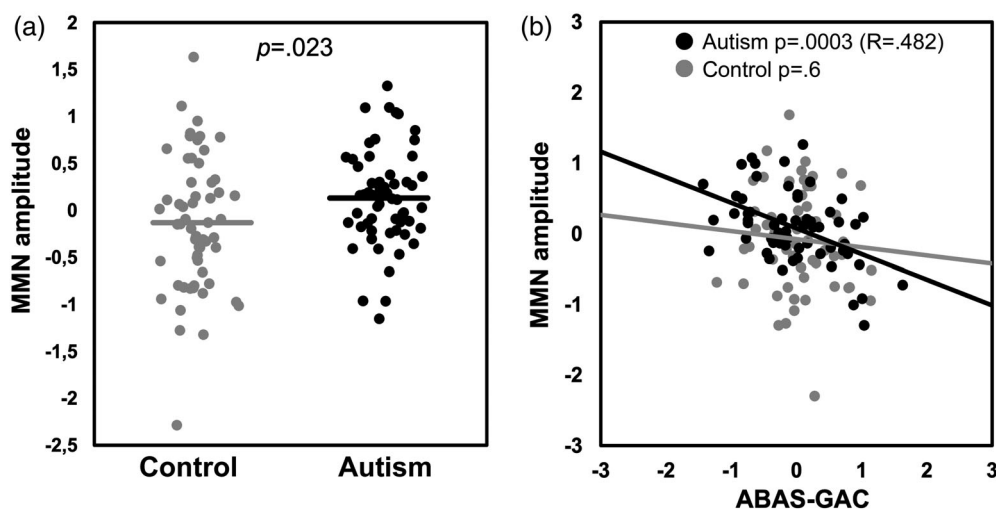 (a)
p=.023
MMN amplitude
2
1,5
1
0,5
0
-0,5
-1
-1,5
-2
-2,5
Control Autism
(b)
Autism p=.0003 (R=.482)
Control p=.6
MMN amplitude
3
2
1
0
-1
-2
-3
-3 -2 -1 0 1 2 3
ABAS-GAC